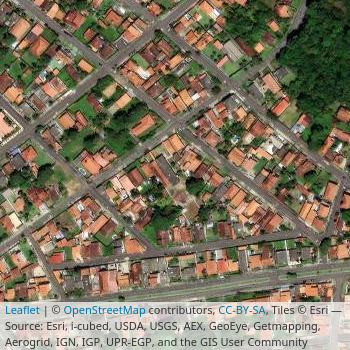 Leaflet | © OpenStreetMap contributors, CC-BY-SA, Tiles © Esri —
Source: Esri, i-cubed, USDA, USGS, AEX, GeoEye, Getmapping,
Aerogrid, IGN, IGP, UPR-EGP, and the GIS User Community